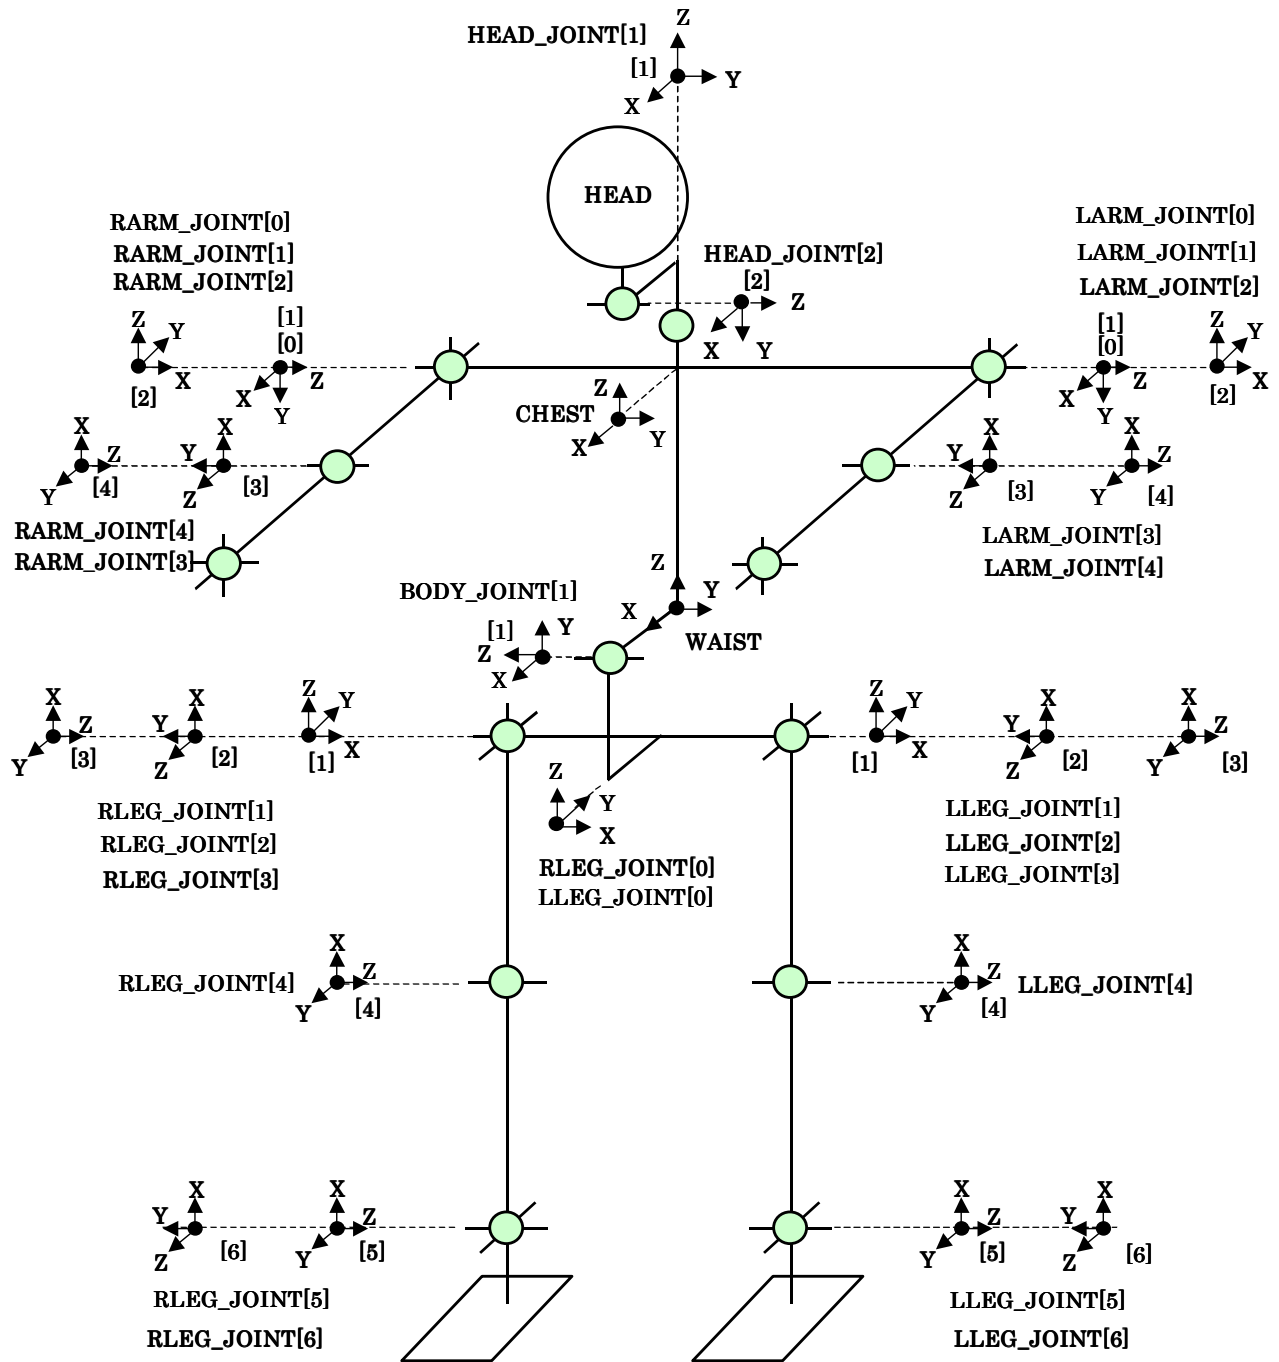 Z
HEAD_JOINT[1]
[1]
Y
X
HEAD
RARM_JOINT[0]
RARM_JOINT[1]
RARM_JOINT[2]
LARM_JOINT[0]
LARM_JOINT[1]
LARM_JOINT[2]
HEAD_JOINT[2]
[2]
Z
X
Y
Z
Y
X
[2]
[1]
[0]
Z
X
Y
[1]
[0]
Z
X
Y
Z
Y
X
[2]
CHEST
Z
Y
X
X
Z
Y
[4]
X
Y
Z
[3]
RARM_JOINT[4]
RARM_JOINT[3]
X
Y
Z
[3]
X
Z
Y
[4]
LARM_JOINT[3]
LARM_JOINT[4]
Z
Y
X
WAIST
BODY_JOINT[1]
[1]
Y
Z
X
X
Z
Y
[3]
X
Y
Z
[2]
Z
Y
X
[1]
Z
Y
X
[1]
X
Y
Z
[2]
X
Z
Y
[3]
RLEG_JOINT[1]
RLEG_JOINT[2]
RLEG_JOINT[3]
Z
Y
X
RLEG_JOINT[0]
LLEG_JOINT[0]
LLEG_JOINT[1]
LLEG_JOINT[2]
LLEG_JOINT[3]
RLEG_JOINT[4]
X
Z
Y
[4]
X
Z
Y
[4]
LLEG_JOINT[4]
X
Y
Z
[6]
X
Z
Y
[5]
X
Z
Y
[5]
X
Y
Z
[6]
RLEG_JOINT[5]
RLEG_JOINT[6]
LLEG_JOINT[5]
LLEG_JOINT[6]